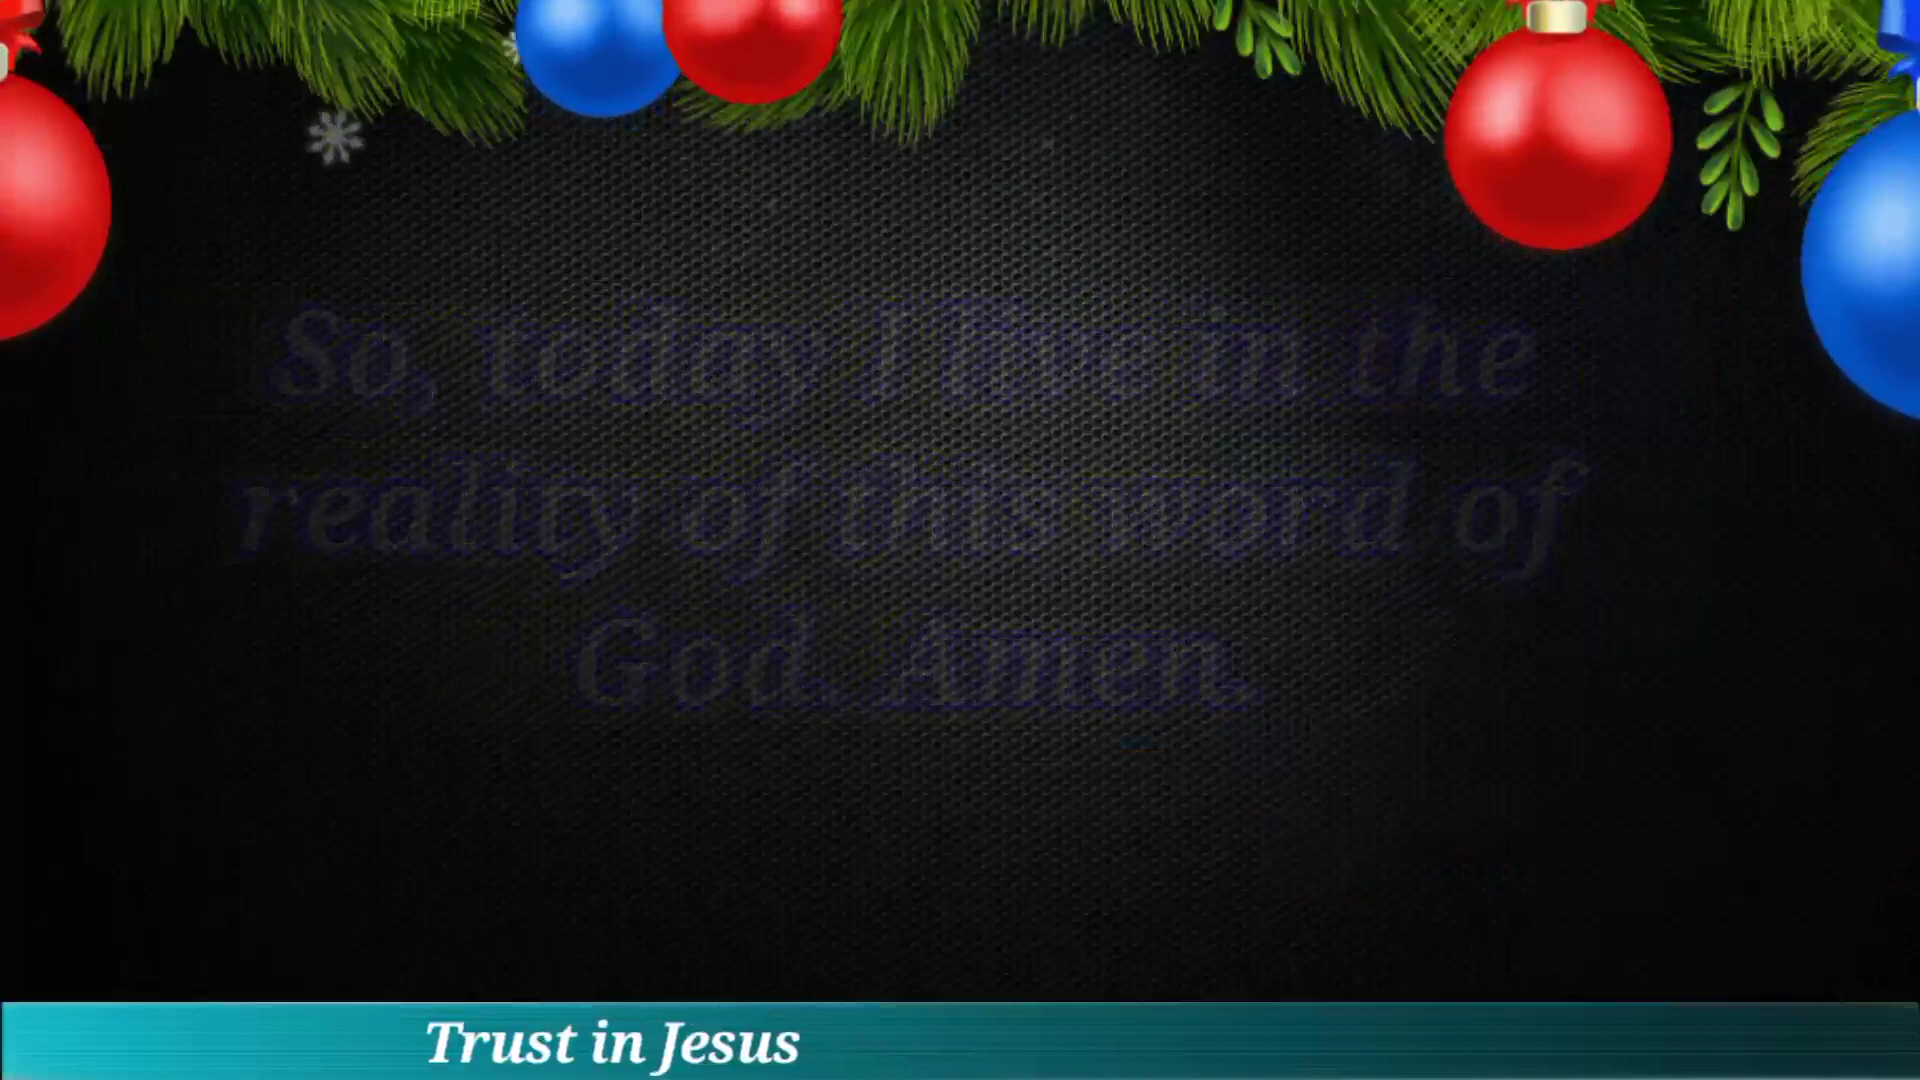 So, today I live in the
reality of this word of
God. Amen.
Trust in Jesus